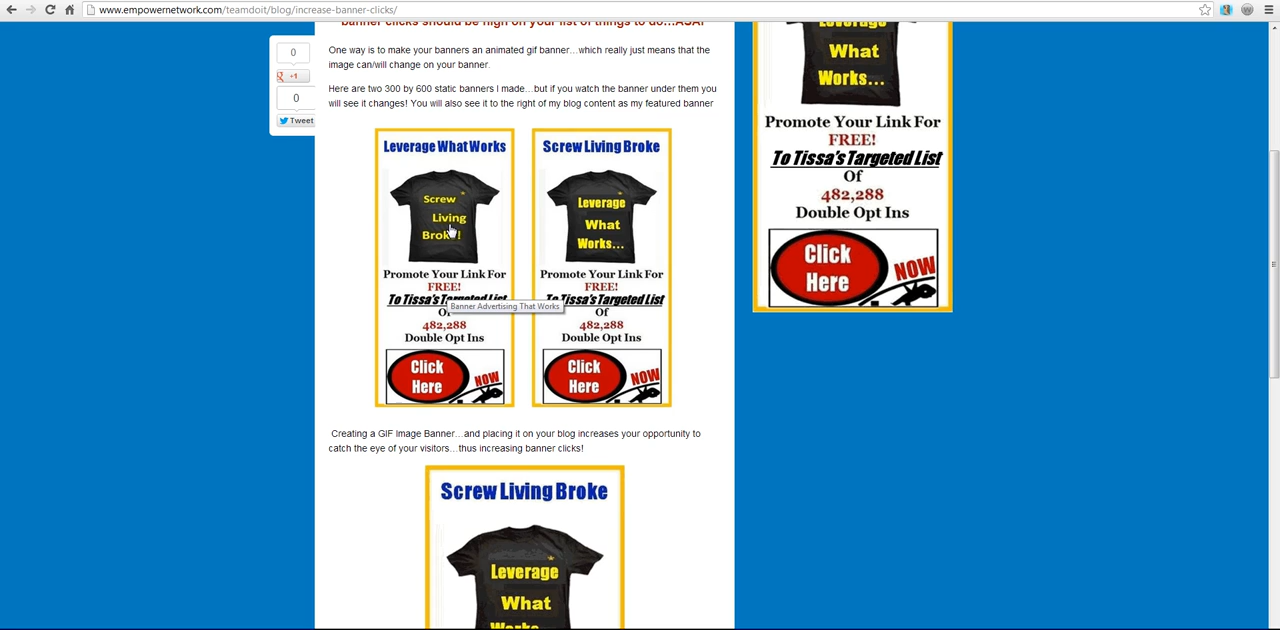 www.empowernetwork.com/teamdoit/blog/increase-banner-clicks/
banner clicks should be high on your list of things to do...ASAP
0
+1
0
Tweet
One way is to make your banners an animated gif banner...which really just means that the
image can/will change on your banner.
Here are two 300 by 600 static banners I made...but if you watch the banner under them you
will see it changes! You will also see it to the right of my blog content as my featured banner
Leverage What Works
Screw
Living
Broke!
Promote Your Link For
FREE!
To Tissa's Targeted List
Of
482,288
Double Opt Ins
Click
Here
NOW
Screw Living Broke
Leverage
What
Works...
Promote Your Link For
FREE!
To Tissa's Targeted List
Of
482,288
Double Opt Ins
Click
Here
NOW
Banner Advertising That Works
Creating a GIF Image Banner...and placing it on your blog increases your opportunity to
catch the eye of your visitors...thus increasing banner clicks!
Screw Living Broke
Leverage
What
Works...
Leverage
What
Works...
Promote Your Link For
FREE!
To Tissa's Targeted List
Of
482,288
Double Opt Ins
Click
Here
NOW